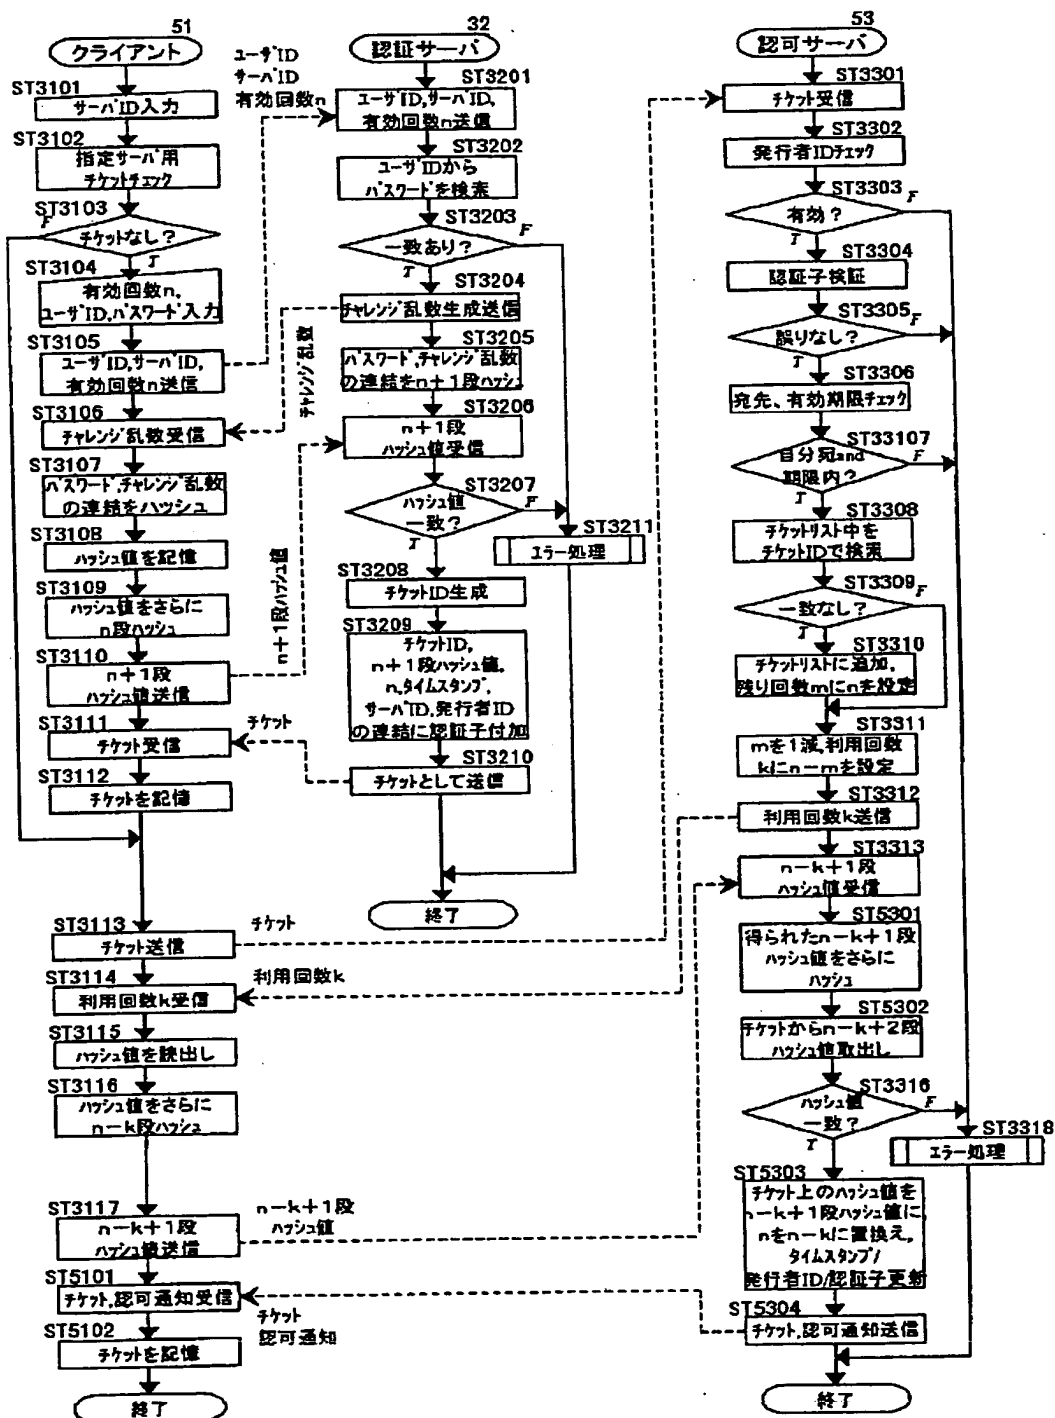 51
クライアント
ST3101
サーバID入力
ST3102
指定サーバ用
チケットチェック
ST3103
F
チケットなし?
T
ST3104
有効回数n,
ユーザID,パスワード入力
ST3105
ユーザID,サーバID,
有効回数n送信
ST3106
チャレンジ乱数受信
ST3107
パスワード,チャレンジ乱数
の連結をハッシュ
ST3108
ハッシュ値を記憶
ST3109
ハッシュ値をさらに
n段ハッシュ
ST3110
n+1段
ハッシュ値送信
ST3111
チケット受信
ST3112
チケットを記憶
ST3113
チケット送信
ST3114
利用回数k受信
ST3115
ハッシュ値を読出し
ST3116
ハッシュ値をさらに
n-k段ハッシュ
ST3117
n-k+1段
ハッシュ値送信
ST5101
チケット,認可通知受信
ST5102
チケットを記憶
終了
ユーザID
サーバID
有効回数n
チャレンジ乱数
n+1段ハッシュ値
チケット
チケット
利用回数k
n-k+1段
ハッシュ値
チケット
認可通知
32
認証サーバ
ST3201
ユーザID,サーバID,
有効回数n送信
ST3202
ユーザIDから
パスワードを検索
ST3203
一致あり?
F
T
ST3204
チャレンジ乱数生成送信
ST3205
パスワード,チャレンジ乱数
の連結をn+1段ハッシュ
ST3206
n+1段
ハッシュ値受信
ST3207
ハッシュ値
一致?
F
T
ST3211
エラー処理
ST3208
チケットID生成
ST3209
チケットID,
n+1段ハッシュ値,
n,タイムスタンプ,
サーバID,発行者ID
の連結に認証子付加
ST3210
チケットとして送信
終了
53
認可サーバ
ST3301
チケット受信
ST3302
発行者IDチェック
ST3303
有効?
F
T
ST3304
認証子検証
ST3305
誤りなし?
F
T
ST3306
宛先、有効期限チェック
ST33107
自分宛and
期限内?
F
T
ST3308
チケットリスト中を
チケットIDで検索
ST3309
一致なし?
F
T
ST3310
チケットリストに追加,
残り回数mにnを設定
ST3311
mを1減,利用回数
kにn-mを設定
ST3312
利用回数k送信
ST3313
n-k+1段
ハッシュ値受信
ST5301
得られたn-k+1段
ハッシュ値をさらに
ハッシュ
ST5302
チケットからn-k+2段
ハッシュ値取出し
ST3316
ハッシュ値
一致?
F
T
ST3318
エラー処理
ST5303
チケット上のハッシュ値を
n-k+1段ハッシュ値に,
nをn-kに置換え,
タイムスタンプ/
発行者ID/認証子更新
ST5304
チケット,認可通知送信
終了